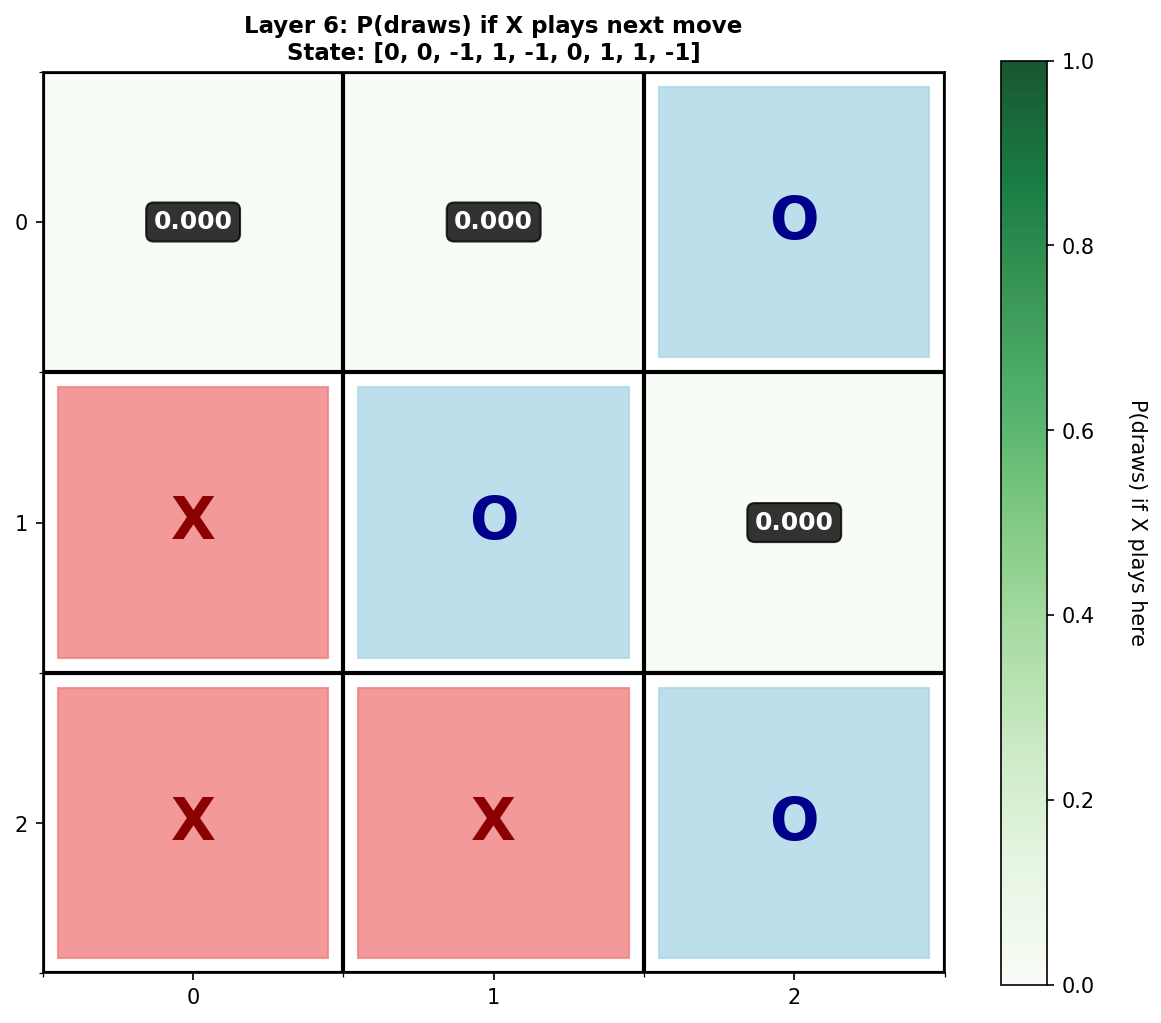 Layer 6: P(draws) if X plays next move
State: [0, 0, -1, 1, -1, 0, 1, 1, -1]
0
0.000
0.000
O
1
X
O
0.000
2
X
X
O
0
1
2
1.0
0.8
0.6
0.4
0.2
0.0
P(draws) if X plays here